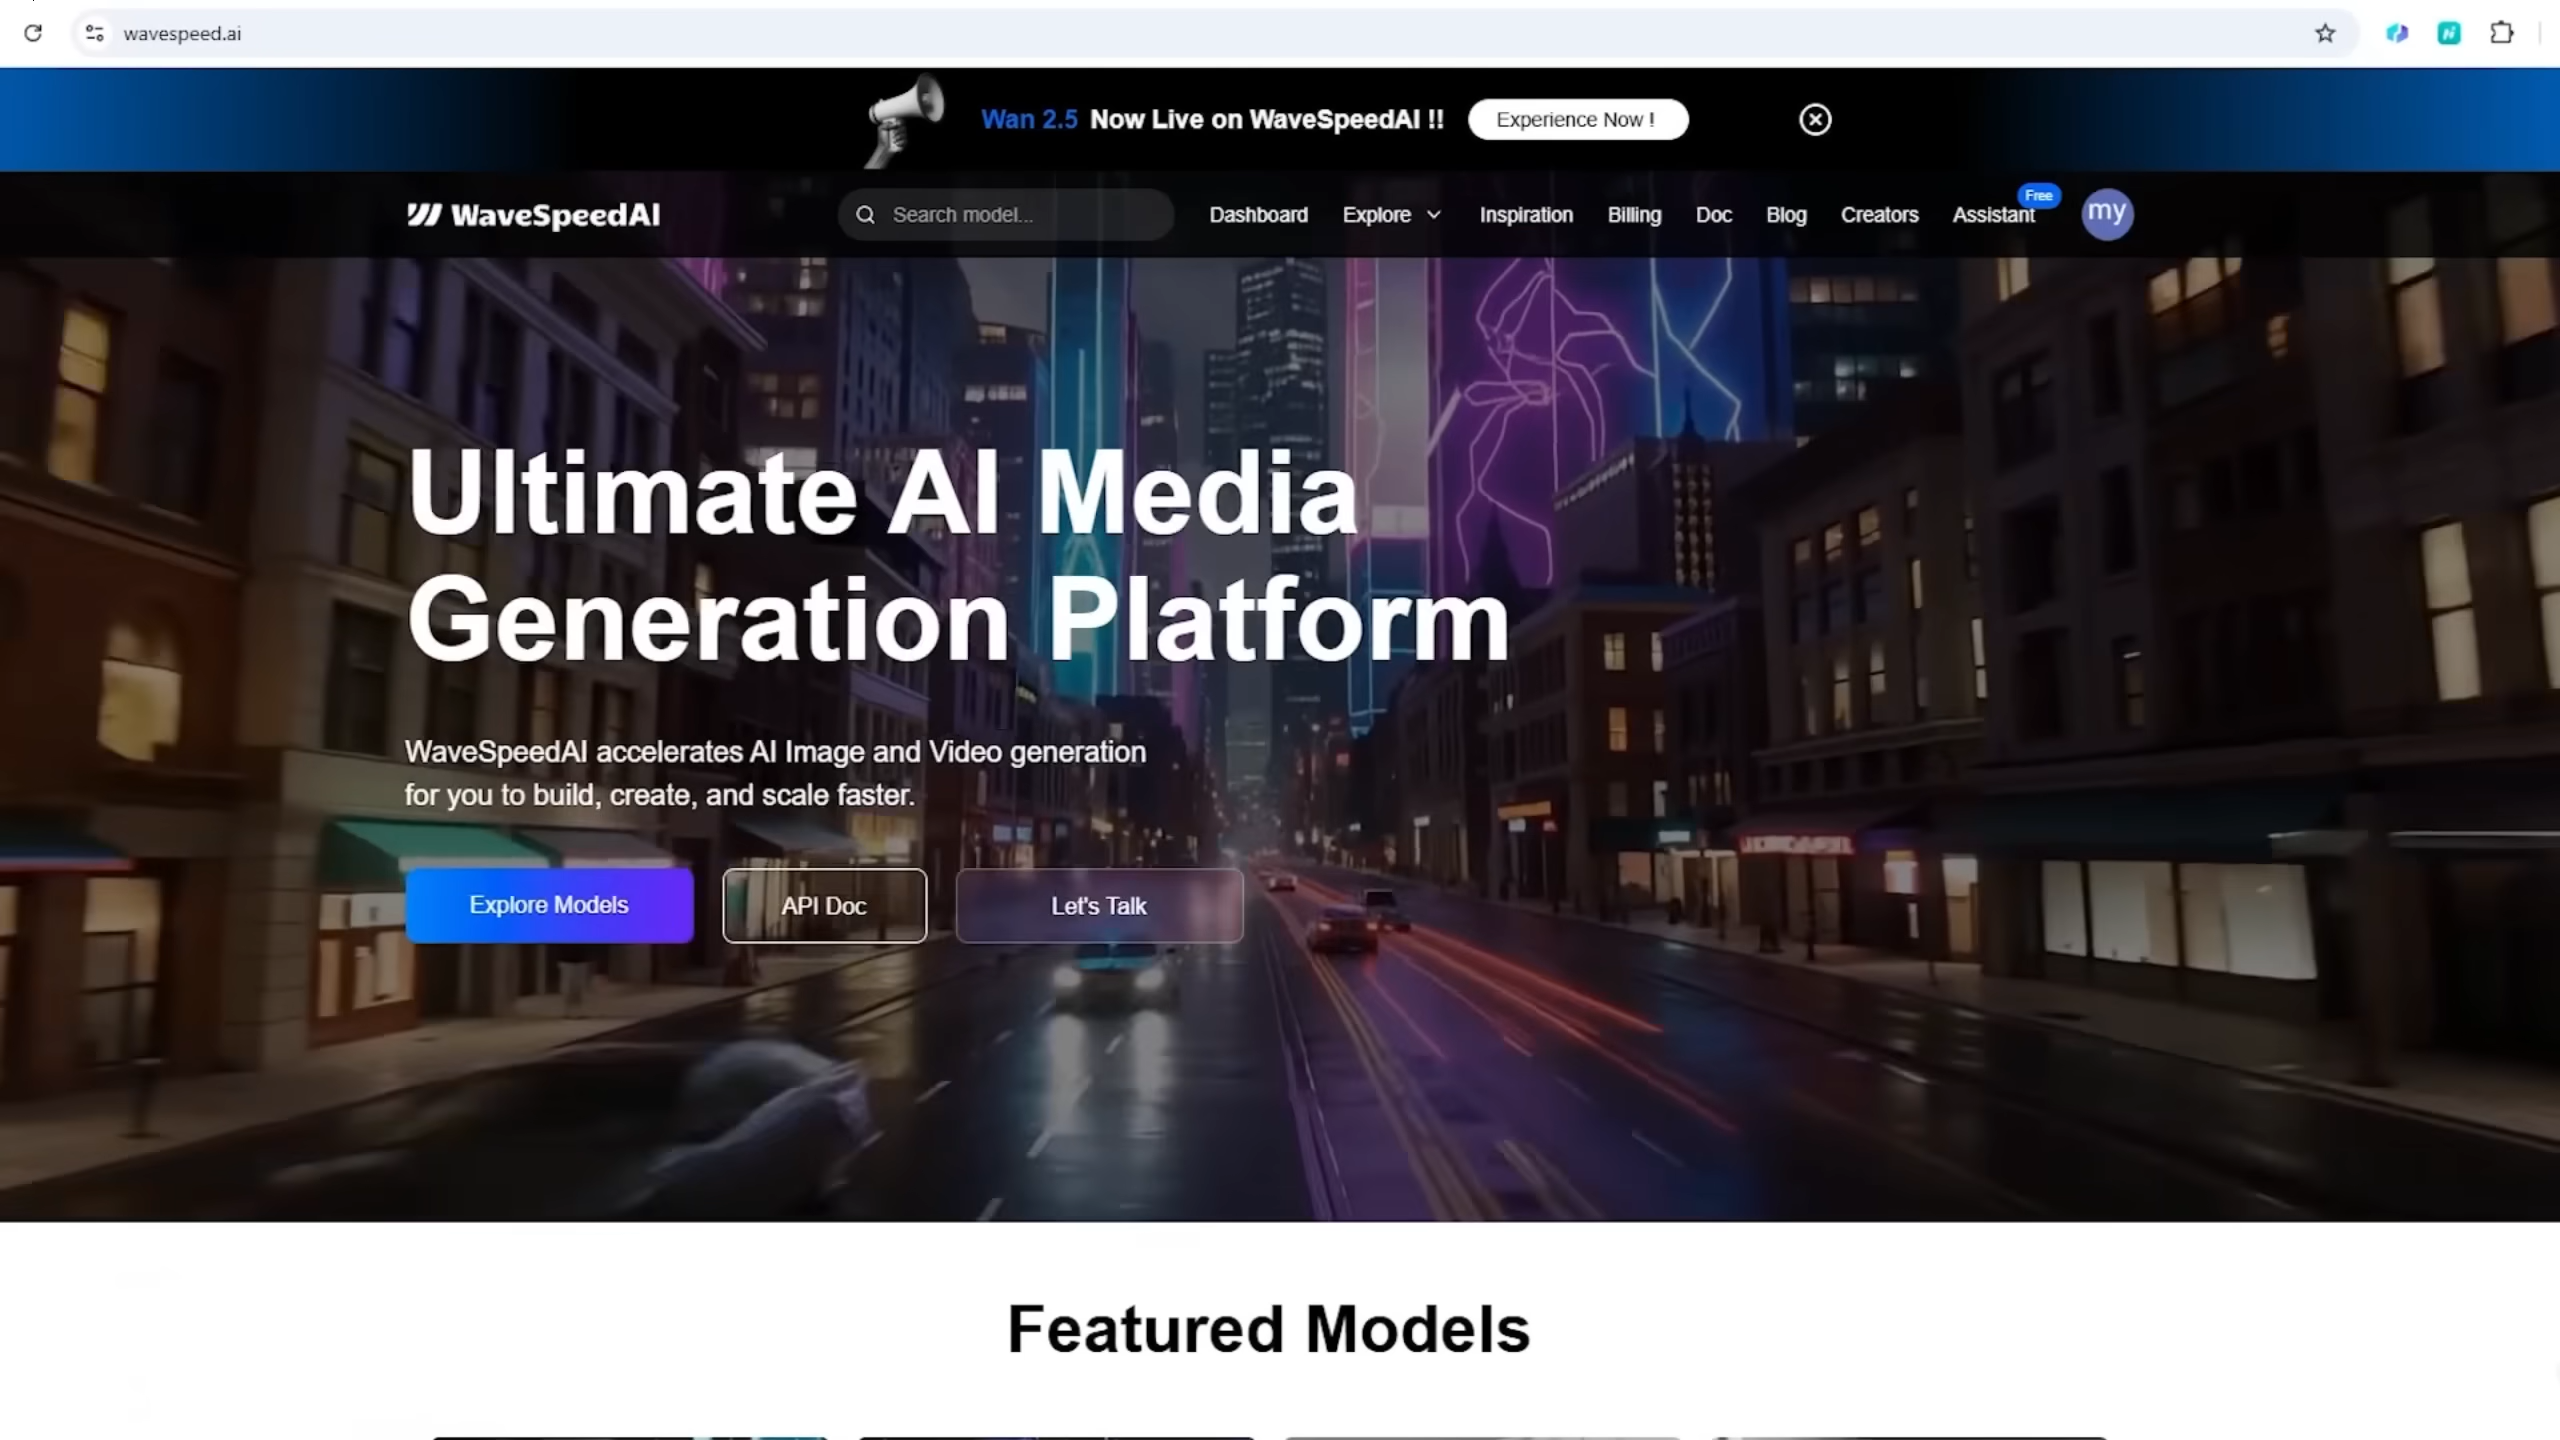 wavespeed.ai
Wan 2.5 Now Live on WaveSpeedAI !! Experience Now !
WaveSpeedAI Search model... Dashboard Explore Inspiration Billing Doc Blog Creators Assistant Free my
Ultimate AI Media
Generation Platform
WaveSpeedAI accelerates AI Image and Video generation
for you to build, create, and scale faster.
Explore Models API Doc Let's Talk
Featured Models